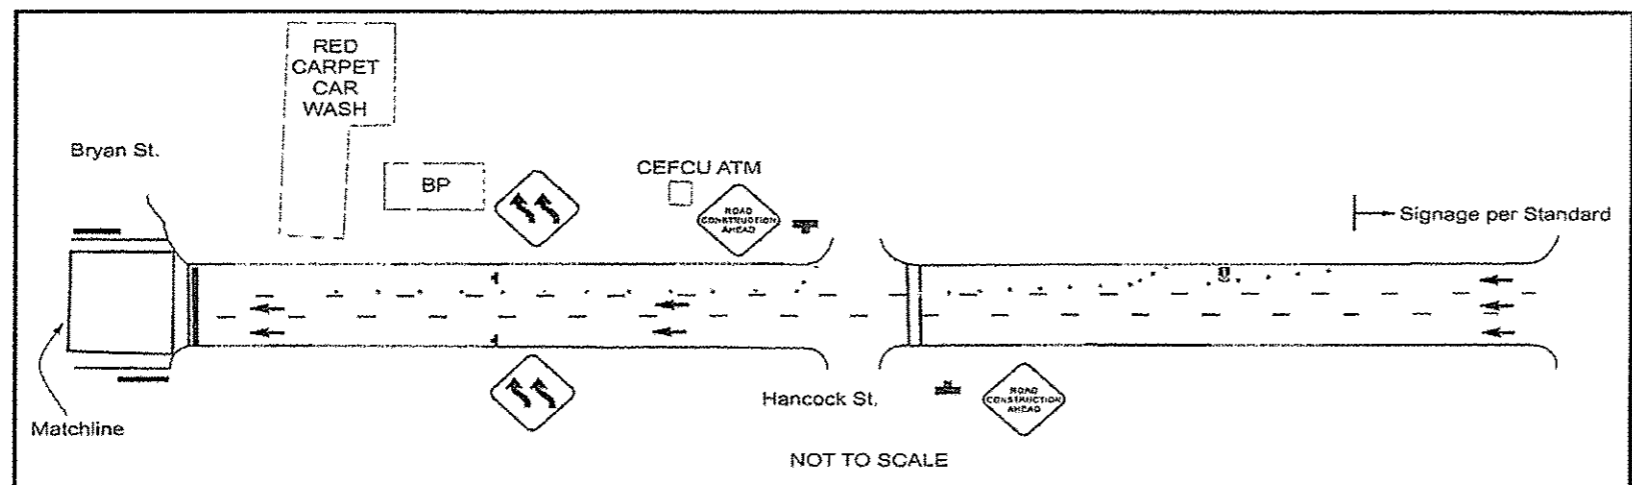 RED
CARPET
CAR
WASH
Bryan St.
BP
CEFCU ATM
ROAD
CONSTRUCTION
AHEAD
Signage per Standard
Hancock St.
ROAD
CONSTRUCTION
AHEAD
Matchline
NOT TO SCALE